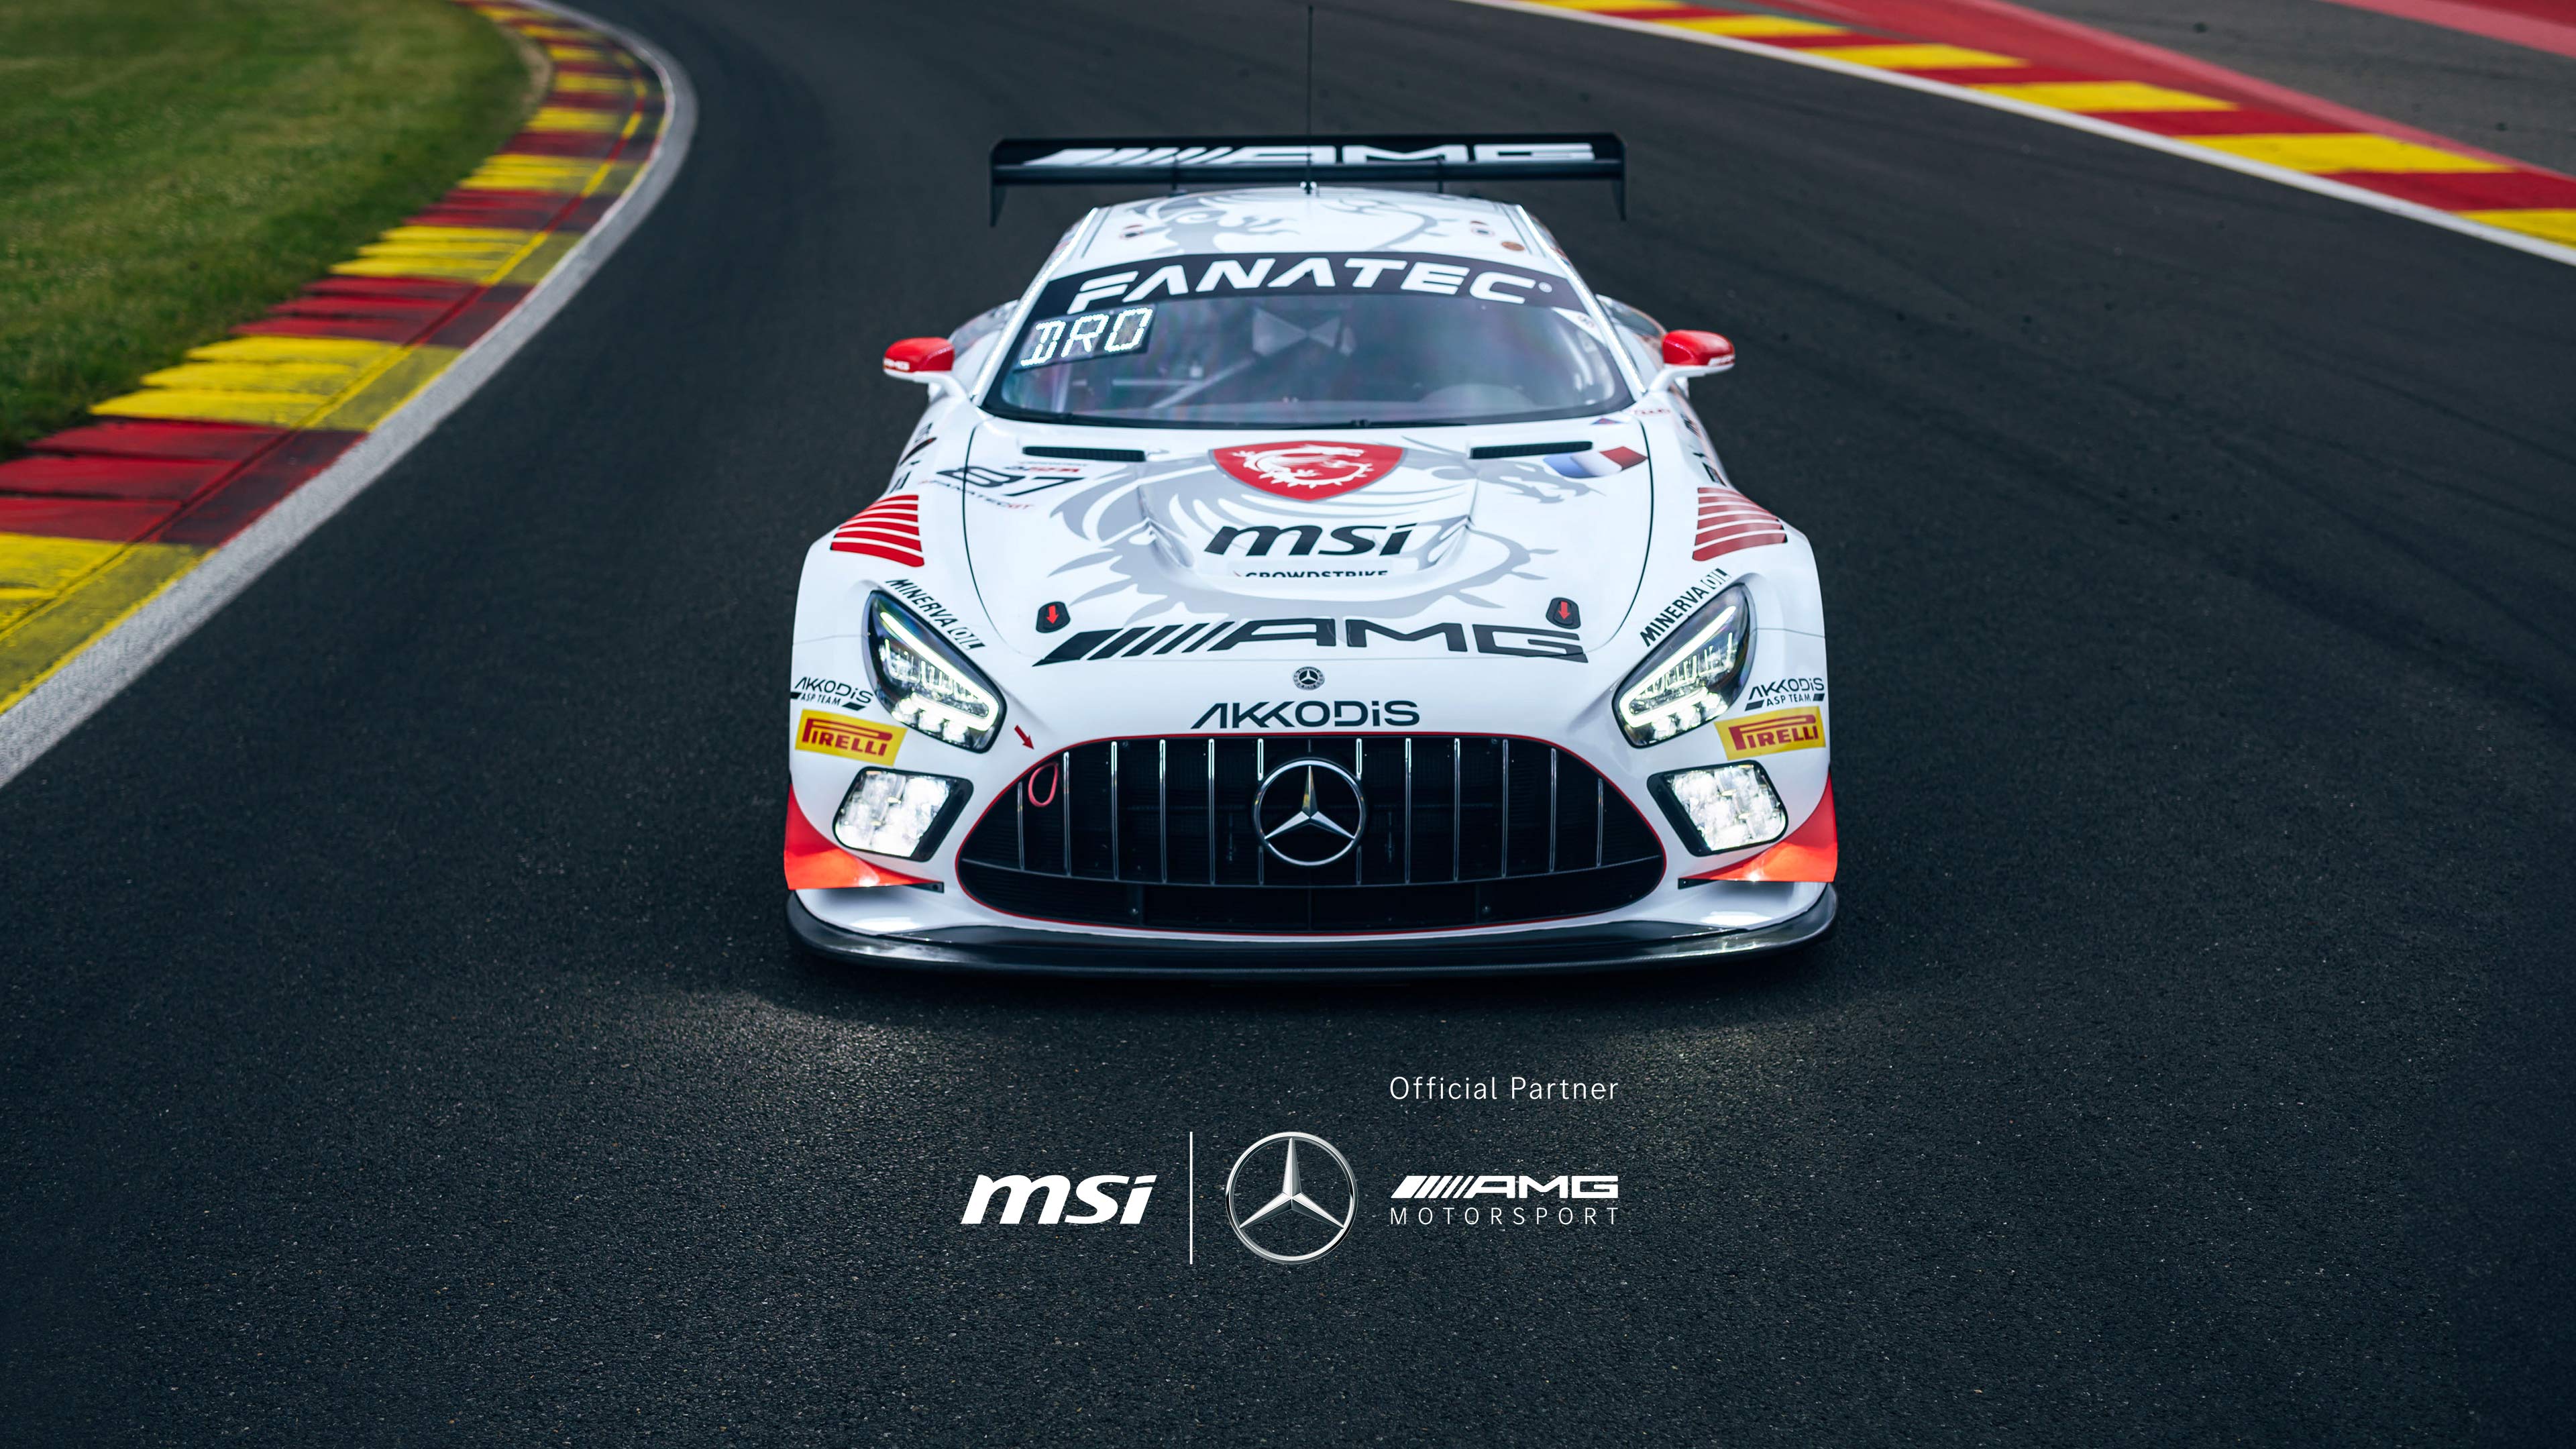 AMG
FANATEC
DRO
87
msi
CROWDSTRIKE
MINERVA OIL
MINERVA OIL
AMG
AKKODIS
ASP TEAM
AKKODIS
ASP TEAM
AKKODIS
PIRELLI
PIRELLI
Official Partner
msi
AMG
MOTORSPORT